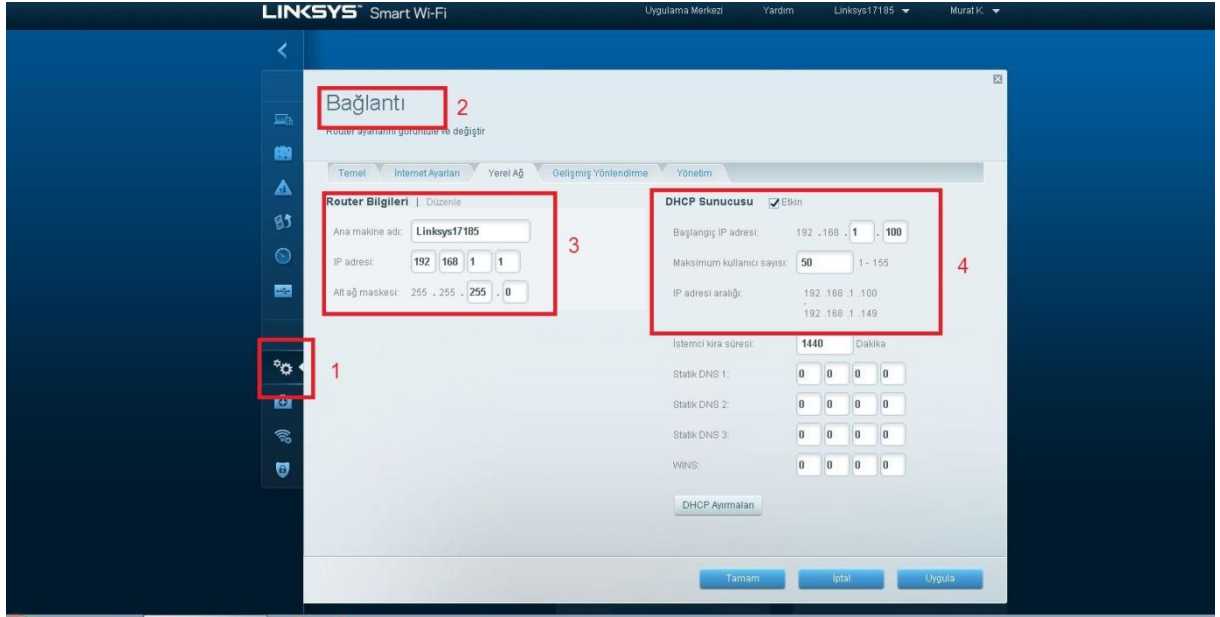 LINKSYS Smart Wi-Fi Uygulama Merkezi Yardım Linksys17185 Murat K.
Bağlantı 2
Router ayarlarını görüntüle ve değiştir
Temel İnternet Ayarları Yerel Ağ Gelişmiş Yönlendirme Yönetim
Router Bilgileri | Düzenle
Ana makine adı: Linksys17185
IP adresi: 192 168 1 1
Alt ağ maskesi: 255 . 255 . 255 . 0
3
DHCP Sunucusu Etkin
Başlangıç IP adresi: 192 . 168 . 1 . 100
Maksimum kullanıcı sayısı: 50 1 - 155
IP adresi aralığı: 192 .168 .1 .100
-
192 .168 .1 .149
4
1
İstemci kira süresi: 1440 Dakika
Statik DNS 1: 0 0 0 0
Statik DNS 2: 0 0 0 0
Statik DNS 3: 0 0 0 0
WINS: 0 0 0 0
DHCP Ayırmaları
Tamam İptal Uygula